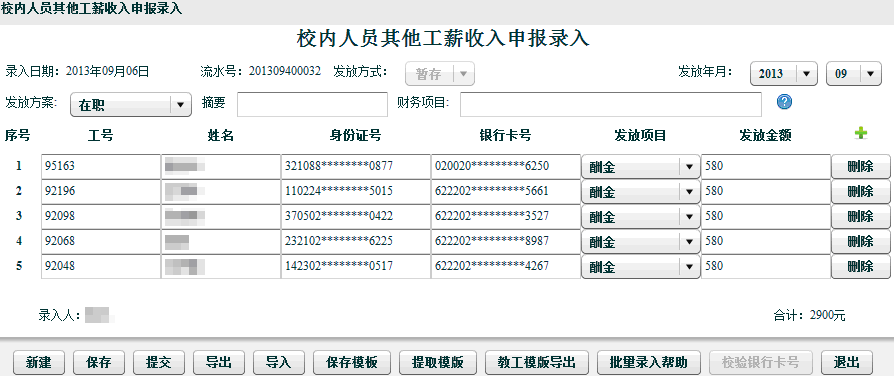 校内人员其他工薪收入申报录入
校内人员其他工薪收入申报录入
录入日期：2013年09月06日 流水号：201309400032 发放方式： 暂存 发放年月： 2013 09
发放方案： 在职 摘要 财务项目：
序号 工号 姓名 身份证号 银行卡号 发放项目 发放金额
1 95163 321088********0877 020020*********6250 酬金 580 删除
2 92196 110224********5015 622202*********5661 酬金 580 删除
3 92098 370502********0422 622202*********3527 酬金 580 删除
4 92068 232102********6225 622202*********8987 酬金 580 删除
5 92048 142302********0517 622202*********4267 酬金 580 删除
录入人： 合计：2900元
新建 保存 提交 导出 导入 保存模板 提取模版 教工模版导出 批量录入帮助 校验银行卡号 退出